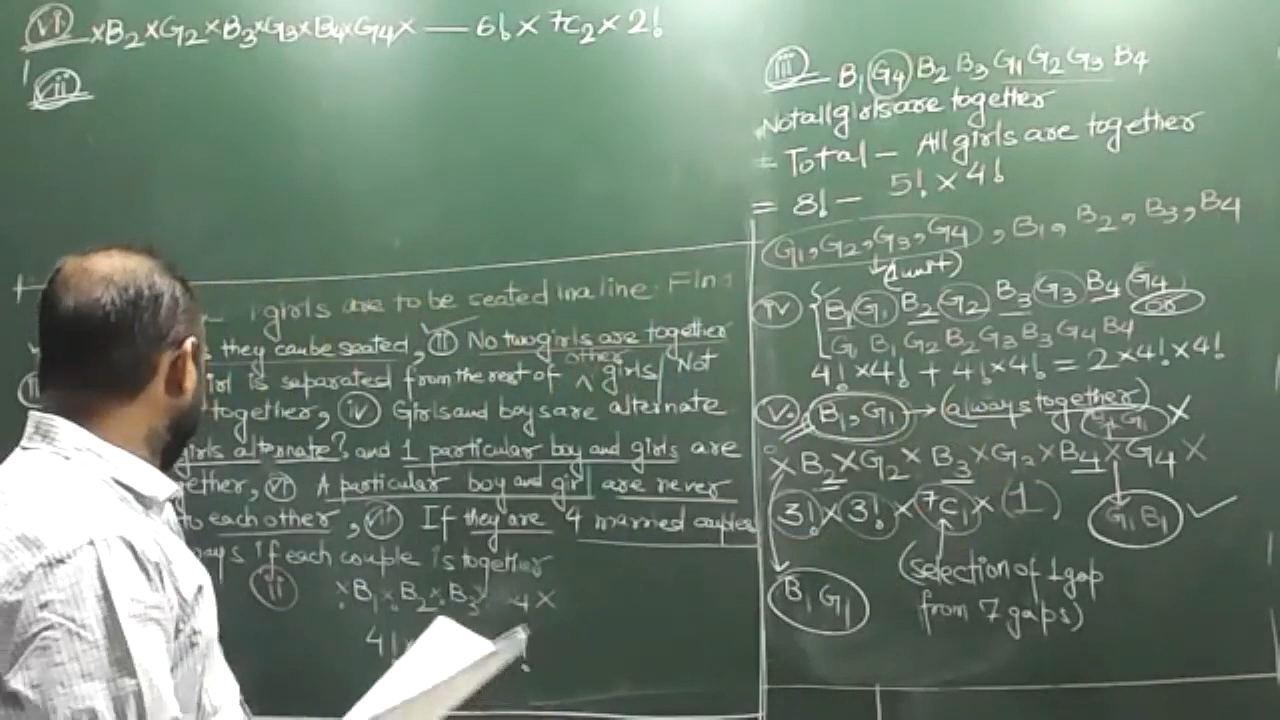 (vi) ×B2×G2×B3×G3×B4×G4× — 6! × 7C2 × 2!
(vii)
girls are to be seated in a line. Fin
s they can be seated, (ii) No two girls are together
irl is separated from the rest of ^ other girls/ Not
together, (iv) Girls and boys are alternate
girls alternate? and 1 particular boy and girls are
ether, (vi) A particular boy and girl are never
to each other, (vii) If they are 4 married couples
ays if each couple is together
(ii) ×B1×B2×B3× 4×
4!
(iii) B1 G4 B2 B3 G1 G2 G3 B4
Not all girls are together
= Total — All girls are together
= 8! — 5! × 4!
G1, G2, G3, G4, B1, B2, B3, B4
(1 unit)
(iv) B1 G1 B2 G2 B3 G3 B4 G4 or
G1 B1 G2 B2 G3 B3 G4 B4
4! × 4! + 4! × 4! = 2 × 4! × 4!
(v) B1, G1 → (always together)
×B2×G2×B3×G2×B4×G4×
3! × 3! × 7C1 × (1) G1 B1 ✓
B1 G1 (selection of 1 gap
from 7 gaps)